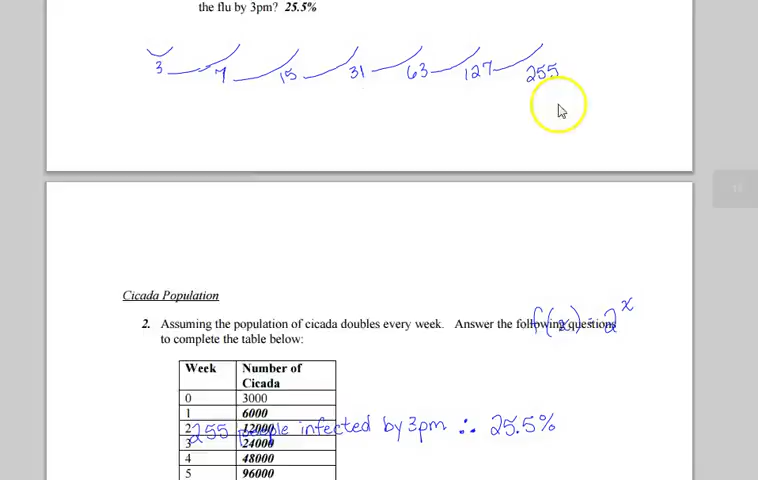 the flu by 3pm? 25.5%
3 7 15 31 63 127 255
Cicada Population
2. Assuming the population of cicada doubles every week. Answer the following questions
f(x) = 2^x
to complete the table below:
Week Number of Cicada
0 3000
1 6000
2 12000
255 people infected by 3pm ∴ 25.5%
3 24000
4 48000
5 96000